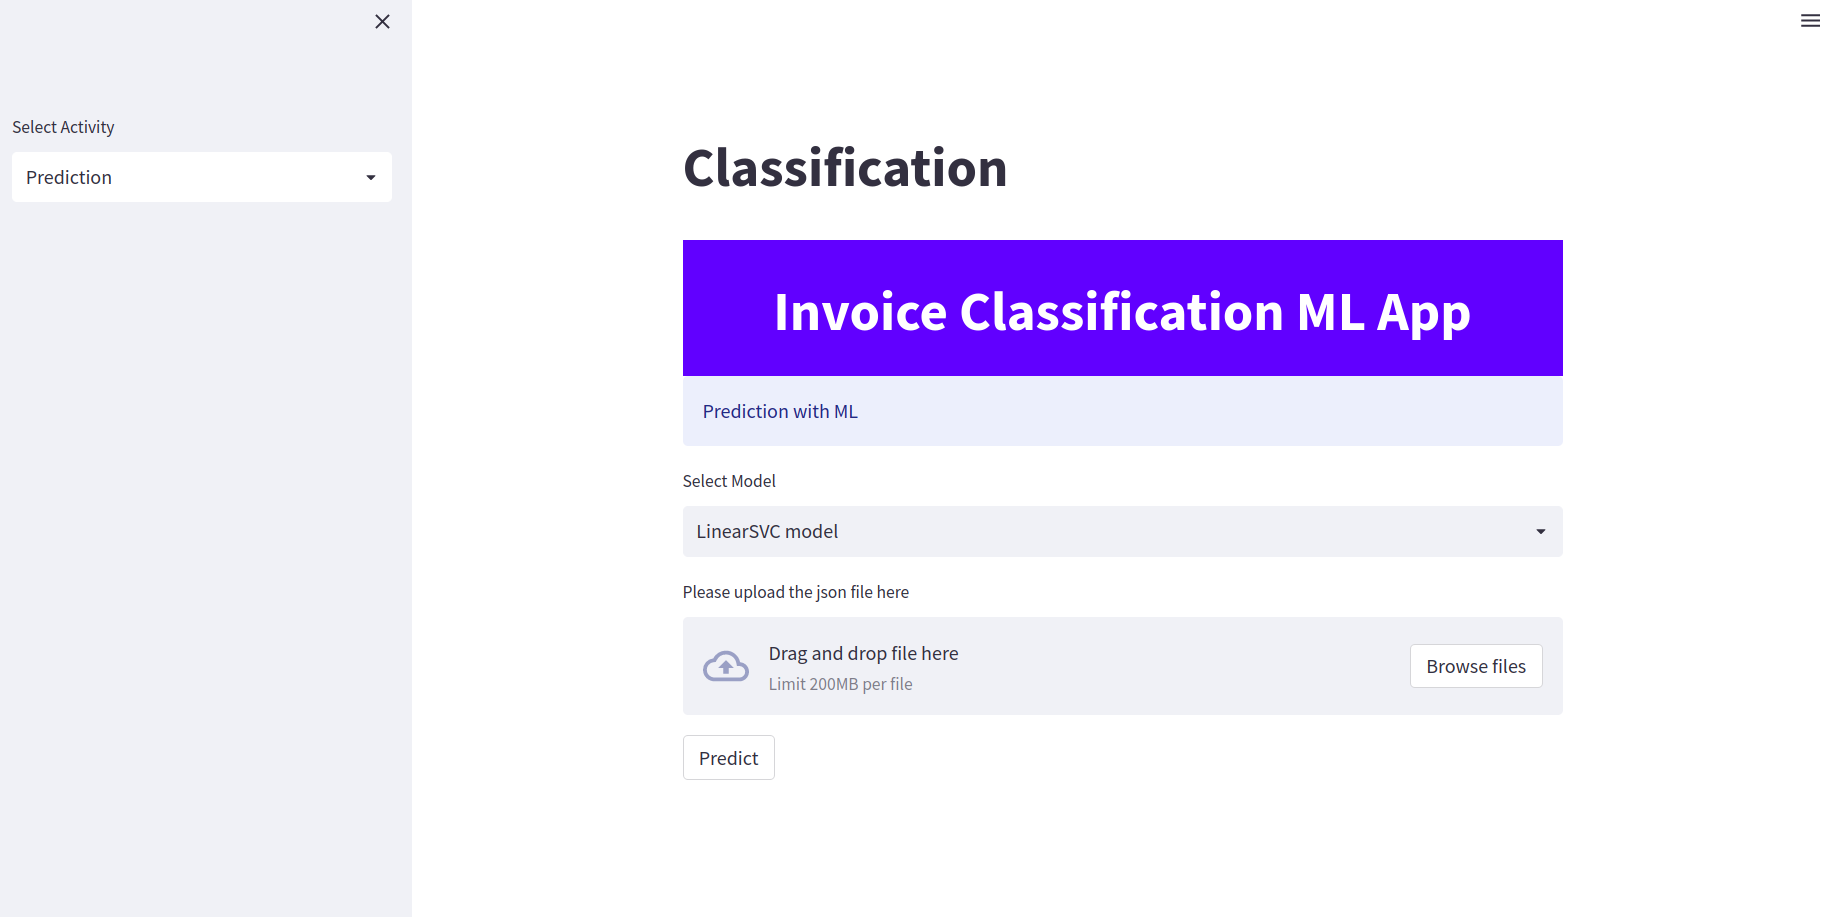 Select Activity
Prediction
Classification
Invoice Classification ML App
Prediction with ML
Select Model
LinearSVC model
Please upload the json file here
Drag and drop file here
Limit 200MB per file
Browse files
Predict